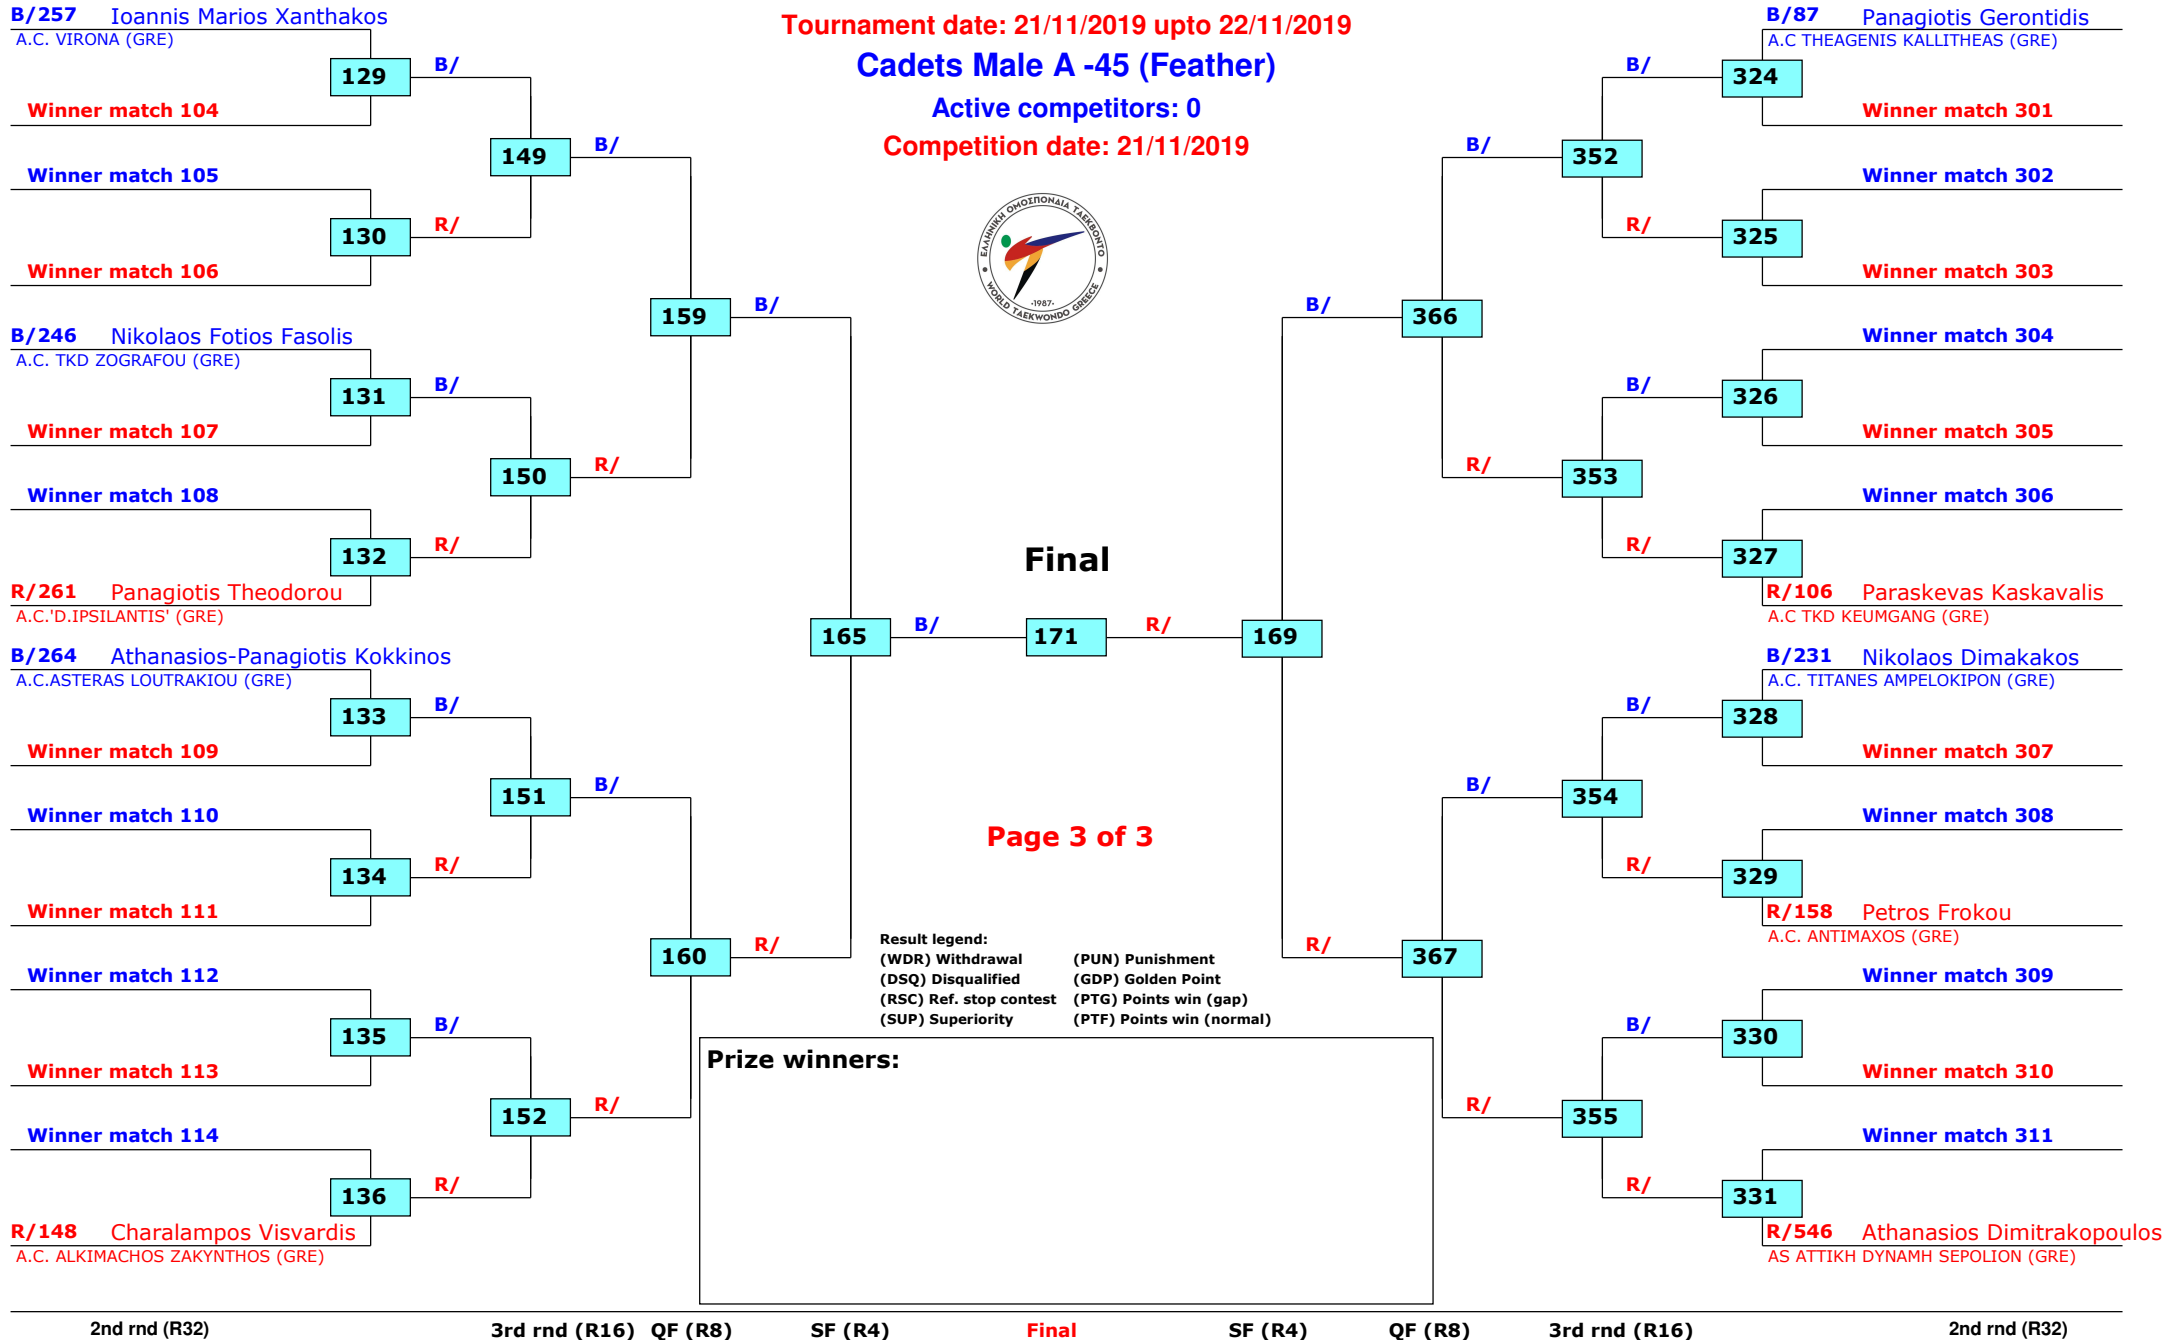 Tournament date: 21/11/2019 upto 22/11/2019
Cadets Male A -45 (Feather)
Active competitors: 0
Competition date: 21/11/2019
ΕΛΛΗΝΙΚΗ ΟΜΟΣΠΟΝΔΙΑ ΤΑΕΚΒΟΝΤΟ
WORLD TAEKWONDO GREECE
·1987·
B/257 Ioannis Marios Xanthakos
A.C. VIRONA (GRE)
129
Winner match 104
Winner match 105
130
Winner match 106
B/246 Nikolaos Fotios Fasolis
A.C. TKD ZOGRAFOU (GRE)
131
Winner match 107
Winner match 108
132
R/261 Panagiotis Theodorou
A.C.'D.IPSILANTIS' (GRE)
B/264 Athanasios-Panagiotis Kokkinos
A.C.ASTERAS LOUTRAKIOU (GRE)
133
Winner match 109
Winner match 110
134
Winner match 111
Winner match 112
135
Winner match 113
Winner match 114
136
R/148 Charalampos Visvardis
A.C. ALKIMACHOS ZAKYNTHOS (GRE)
B/
149
R/
B/
150
R/
B/
151
R/
B/
152
R/
B/
159
R/
B/
160
R/
B/
165
R/
Final
B/
171
R/
B/
169
R/
B/
366
R/
B/
367
R/
B/
352
R/
B/
353
R/
B/
354
R/
B/
355
R/
B/87 Panagiotis Gerontidis
A.C THEAGENIS KALLITHEAS (GRE)
324
Winner match 301
Winner match 302
325
Winner match 303
Winner match 304
326
Winner match 305
Winner match 306
327
R/106 Paraskevas Kaskavalis
A.C TKD KEUMGANG (GRE)
B/231 Nikolaos Dimakakos
A.C. TITANES AMPELOKIPON (GRE)
328
Winner match 307
Winner match 308
329
R/158 Petros Frokou
A.C. ANTIMAXOS (GRE)
Winner match 309
330
Winner match 310
Winner match 311
331
R/546 Athanasios Dimitrakopoulos
AS ATTIKH DYNAMH SEPOLION (GRE)
Page 3 of 3
Result legend:
(WDR) Withdrawal (PUN) Punishment
(DSQ) Disqualified (GDP) Golden Point
(RSC) Ref. stop contest (PTG) Points win (gap)
(SUP) Superiority (PTF) Points win (normal)
Prize winners:
2nd rnd (R32) 3rd rnd (R16) QF (R8) SF (R4) Final SF (R4) QF (R8) 3rd rnd (R16) 2nd rnd (R32)